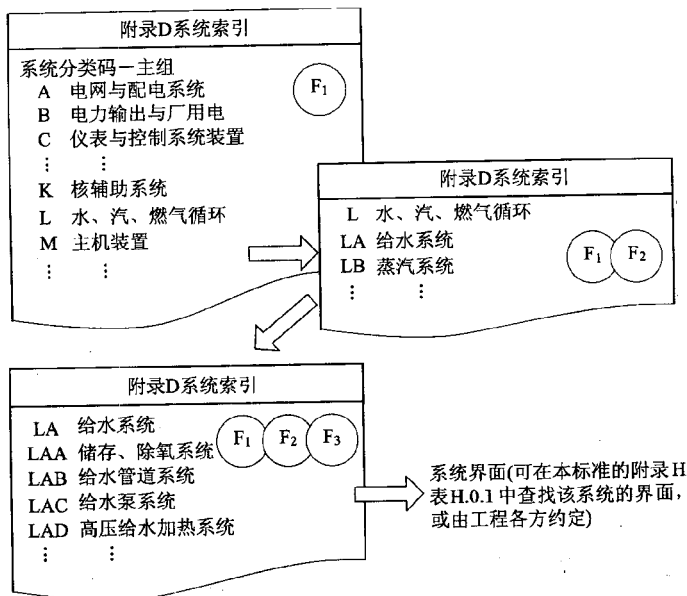 附录D系统索引
系统分类码－主组
F₁
A 电网与配电系统
B 电力输出与厂用电
C 仪表与控制系统装置
⋮ ⋮
K 核辅助系统
L 水、汽、燃气循环
M 主机装置
⋮ ⋮
附录D系统索引
L 水、汽、燃气循环
LA 给水系统
LB 蒸汽系统
F₁ F₂
⋮ ⋮
附录D系统索引
LA 给水系统
F₁ F₂ F₃
LAA 储存、除氧系统
LAB 给水管道系统
LAC 给水泵系统
LAD 高压给水加热系统
⋮ ⋮
系统界面(可在本标准的附录H
表H.0.1中查找该系统的界面，
或由工程各方约定)